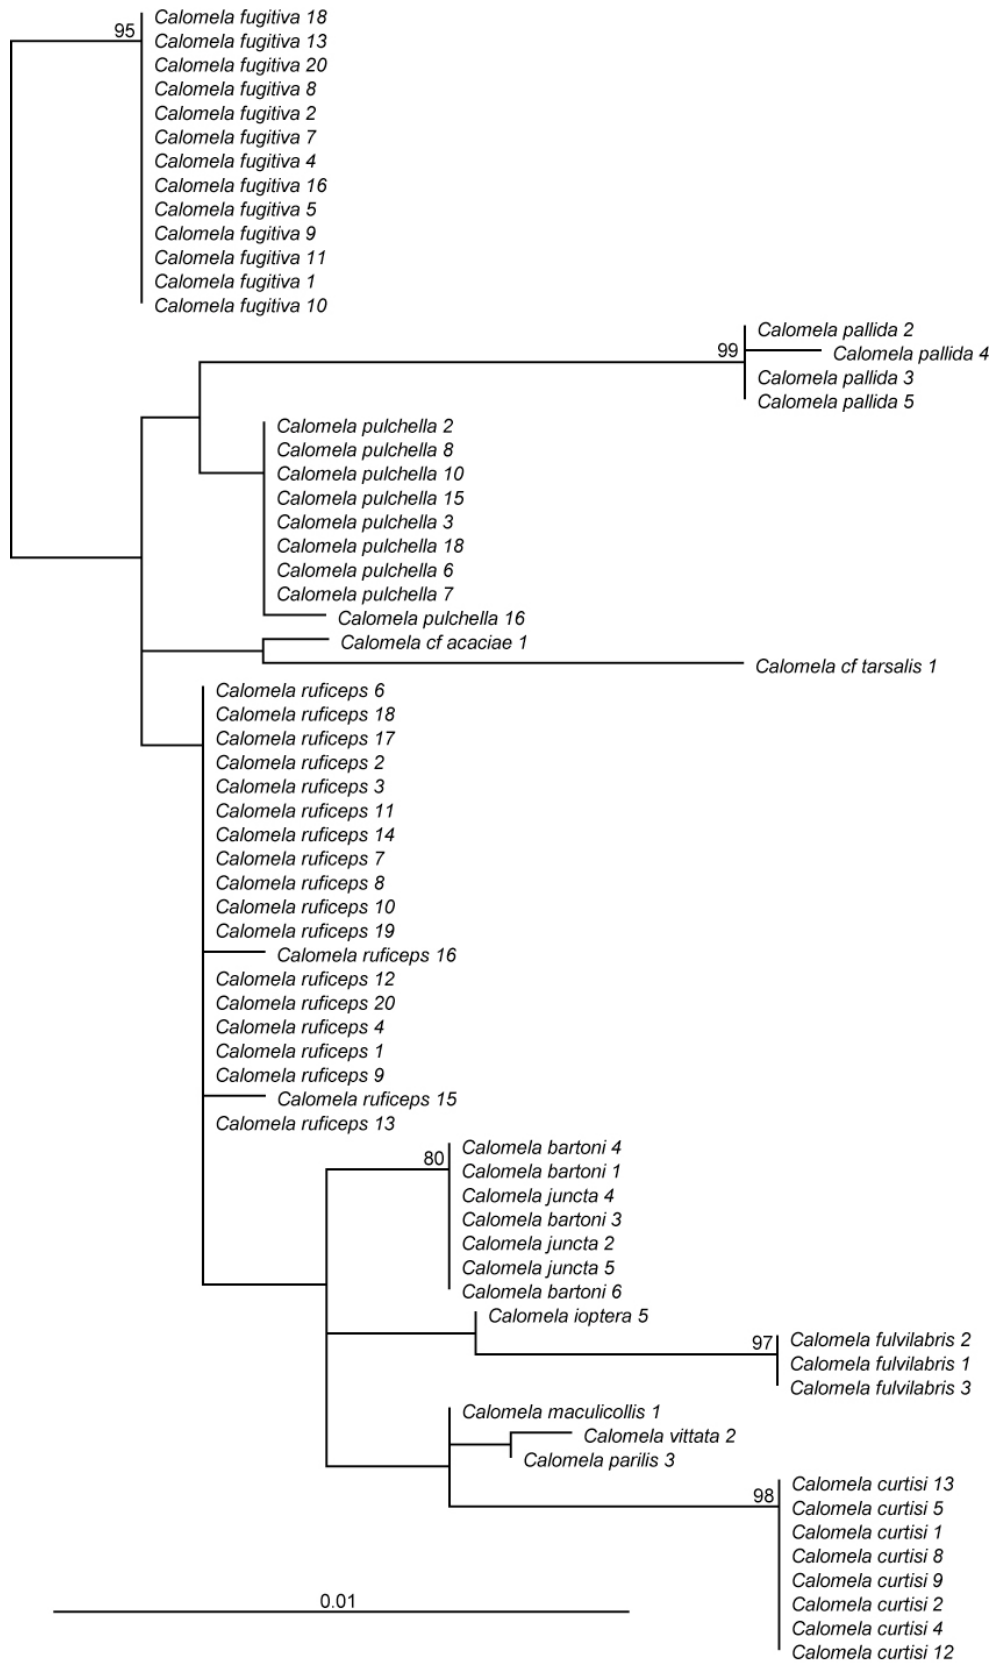 Calomela fugitiva 18
95
Calomela fugitiva 13
Calomela fugitiva 20
Calomela fugitiva 8
Calomela fugitiva 2
Calomela fugitiva 7
Calomela fugitiva 4
Calomela fugitiva 16
Calomela fugitiva 5
Calomela fugitiva 9
Calomela fugitiva 11
Calomela fugitiva 1
Calomela fugitiva 10
Calomela pallida 2
99
Calomela pallida 4
Calomela pallida 3
Calomela pallida 5
Calomela pulchella 2
Calomela pulchella 8
Calomela pulchella 10
Calomela pulchella 15
Calomela pulchella 3
Calomela pulchella 18
Calomela pulchella 6
Calomela pulchella 7
Calomela pulchella 16
Calomela cf acaciae 1
Calomela cf tarsalis 1
Calomela ruficeps 6
Calomela ruficeps 18
Calomela ruficeps 17
Calomela ruficeps 2
Calomela ruficeps 3
Calomela ruficeps 11
Calomela ruficeps 14
Calomela ruficeps 7
Calomela ruficeps 8
Calomela ruficeps 10
Calomela ruficeps 19
Calomela ruficeps 16
Calomela ruficeps 12
Calomela ruficeps 20
Calomela ruficeps 4
Calomela ruficeps 1
Calomela ruficeps 9
Calomela ruficeps 15
Calomela ruficeps 13
Calomela bartoni 4
80
Calomela bartoni 1
Calomela juncta 4
Calomela bartoni 3
Calomela juncta 2
Calomela juncta 5
Calomela bartoni 6
Calomela ioptera 5
97
Calomela fulvilabris 2
Calomela fulvilabris 1
Calomela fulvilabris 3
Calomela maculicollis 1
Calomela vittata 2
Calomela parilis 3
Calomela curtisi 13
98
Calomela curtisi 5
Calomela curtisi 1
Calomela curtisi 8
Calomela curtisi 9
Calomela curtisi 2
Calomela curtisi 4
Calomela curtisi 12
0.01